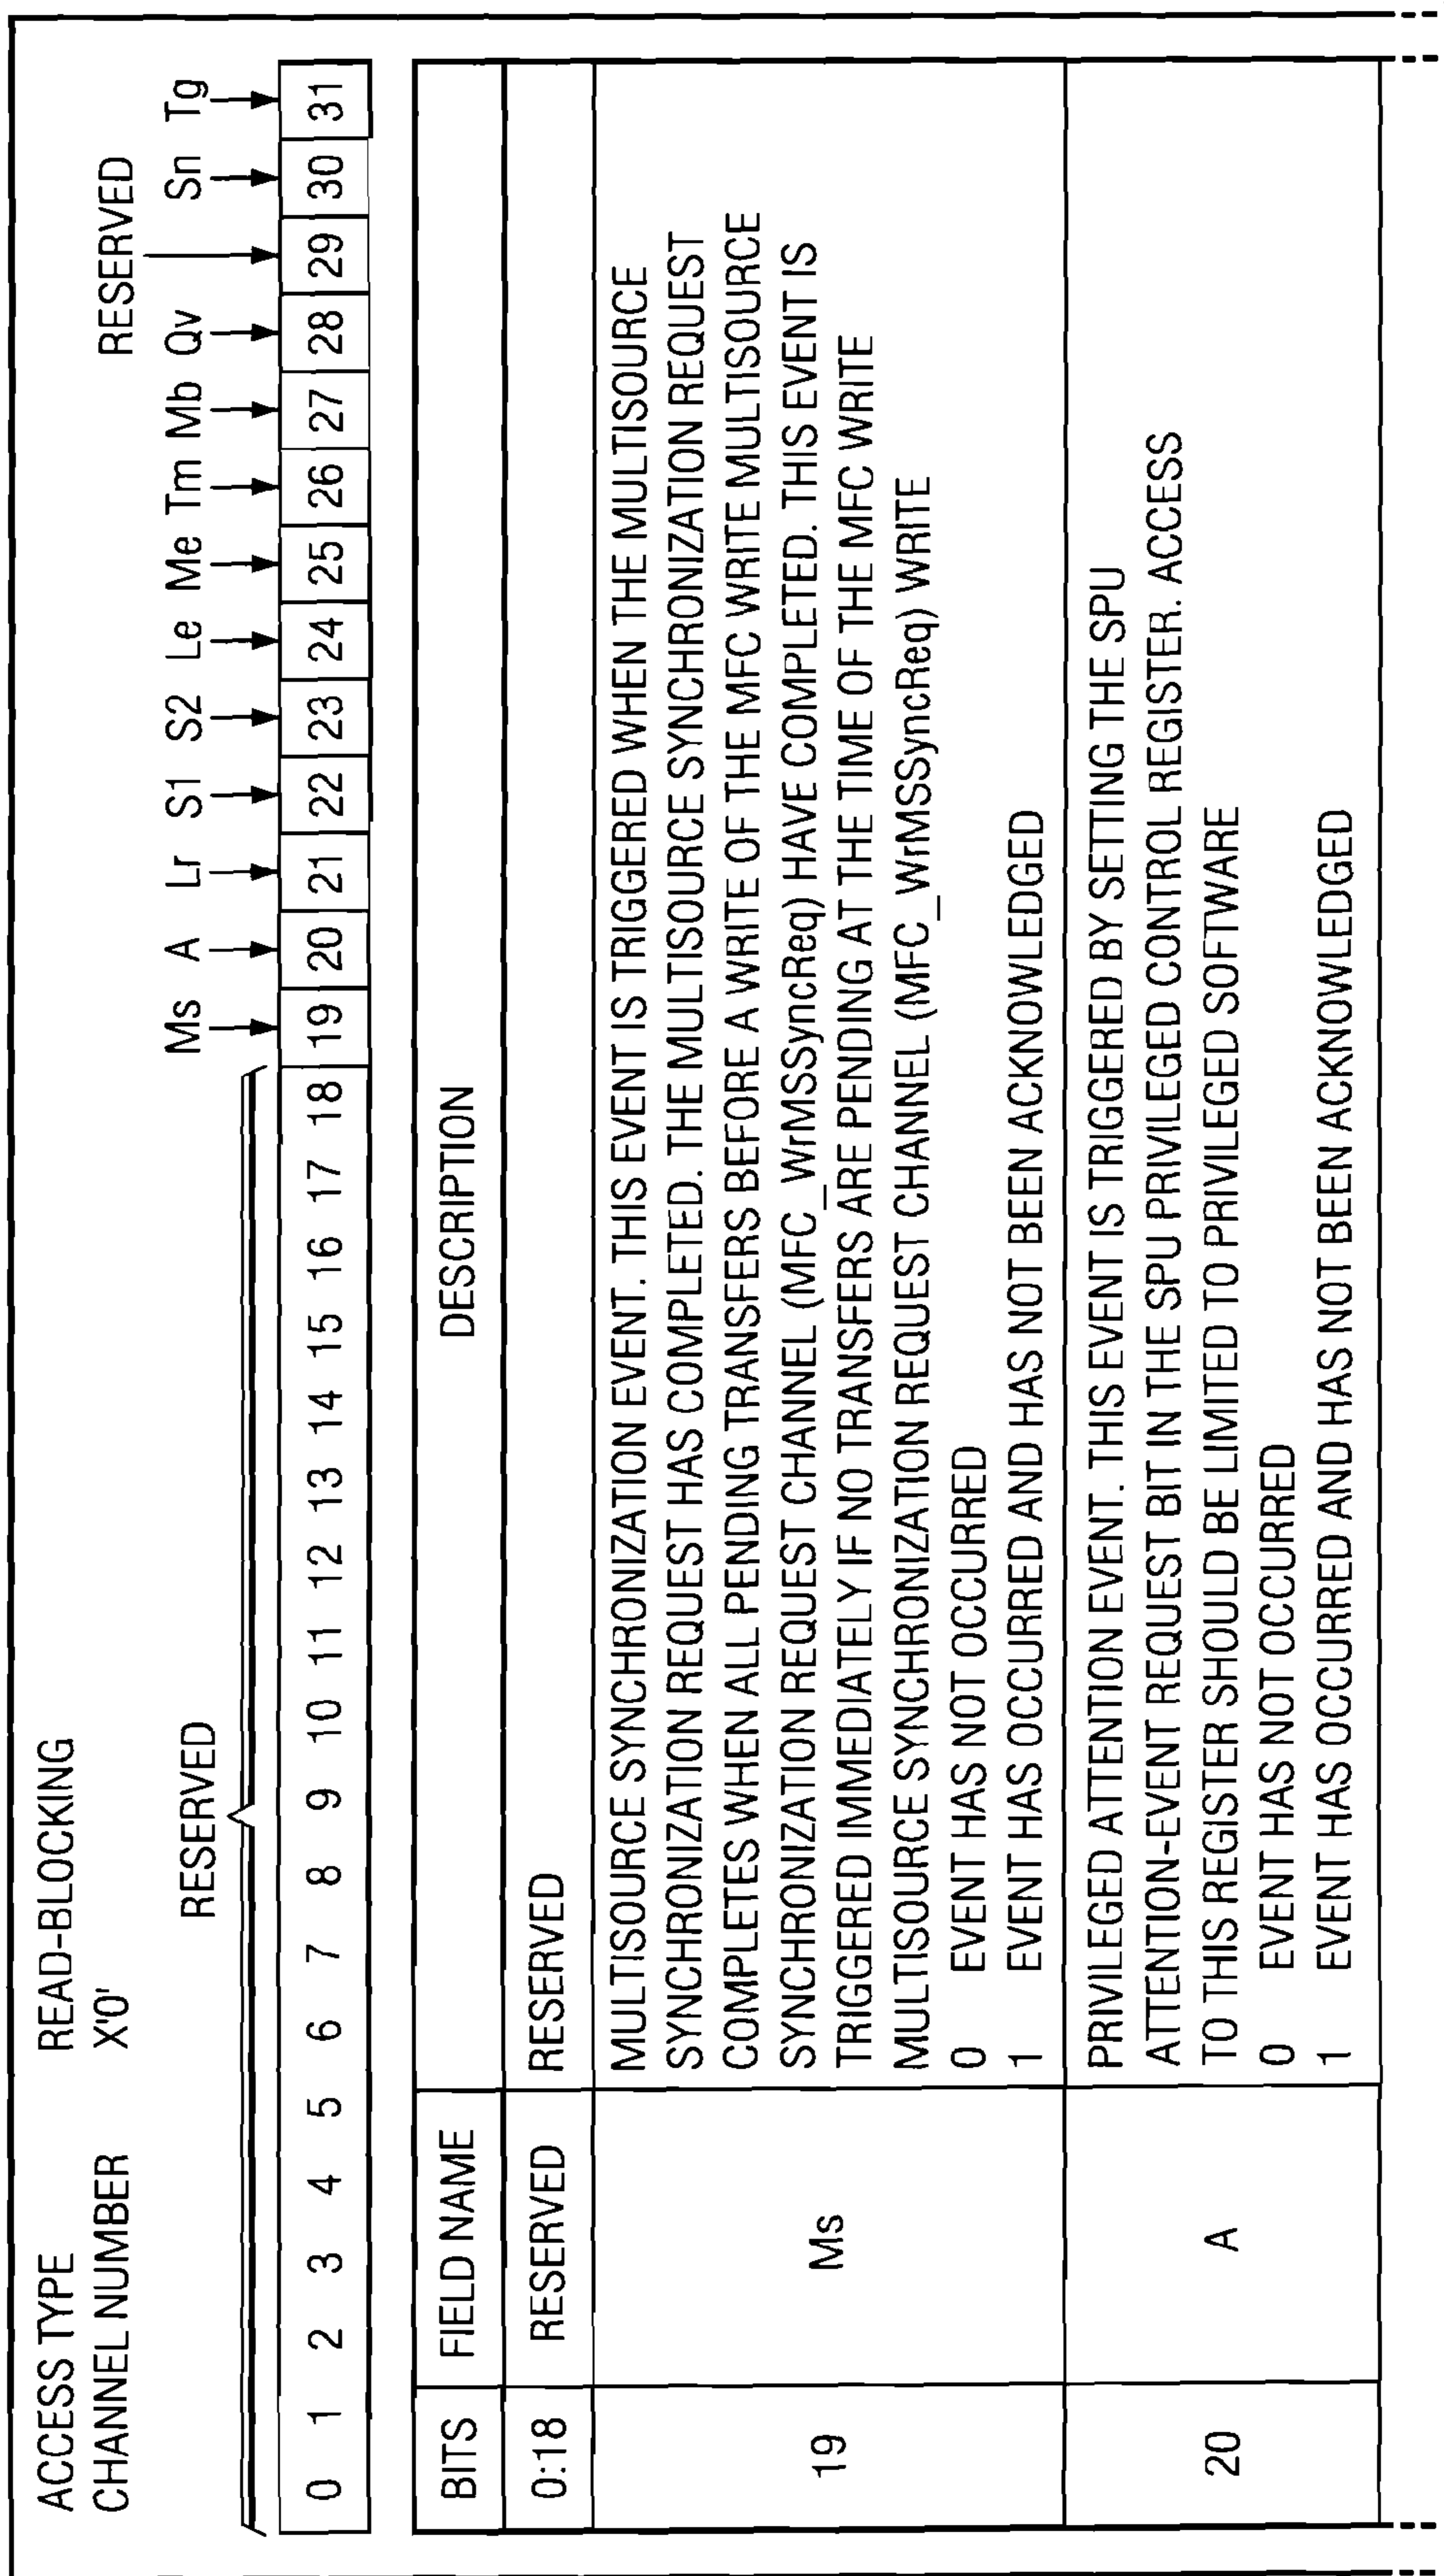 ACCESS TYPE READ-BLOCKING
CHANNEL NUMBER X'0'
RESERVED
RESERVED
Ms A Lr S1 S2 Le Me Tm Mb Qv Sn Tg
0 1 2 3 4 5 6 7 8 9 10 11 12 13 14 15 16 17 18 19 20 21 22 23 24 25 26 27 28 29 30 31
BITS FIELD NAME DESCRIPTION
0:18 RESERVED RESERVED
19 Ms
MULTISOURCE SYNCHRONIZATION EVENT. THIS EVENT IS TRIGGERED WHEN THE MULTISOURCE
SYNCHRONIZATION REQUEST HAS COMPLETED. THE MULTISOURCE SYNCHRONIZATION REQUEST
COMPLETES WHEN ALL PENDING TRANSFERS BEFORE A WRITE OF THE MFC WRITE MULTISOURCE
SYNCHRONIZATION REQUEST CHANNEL (MFC_WrMSSyncReq) HAVE COMPLETED. THIS EVENT IS
TRIGGERED IMMEDIATELY IF NO TRANSFERS ARE PENDING AT THE TIME OF THE MFC WRITE
MULTISOURCE SYNCHRONIZATION REQUEST CHANNEL (MFC_WrMSSyncReq) WRITE
0 EVENT HAS NOT OCCURRED
1 EVENT HAS OCCURRED AND HAS NOT BEEN ACKNOWLEDGED
20 A
PRIVILEGED ATTENTION EVENT. THIS EVENT IS TRIGGERED BY SETTING THE SPU
ATTENTION-EVENT REQUEST BIT IN THE SPU PRIVILEGED CONTROL REGISTER. ACCESS
TO THIS REGISTER SHOULD BE LIMITED TO PRIVILEGED SOFTWARE
0 EVENT HAS NOT OCCURRED
1 EVENT HAS OCCURRED AND HAS NOT BEEN ACKNOWLEDGED